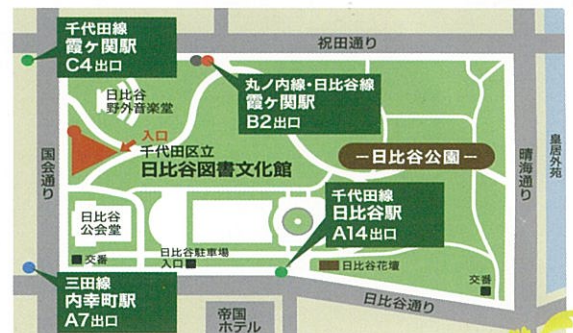 千代田線
霞ヶ関駅
C4出口
祝田通り
丸ノ内線・日比谷線
霞ヶ関駅
B2出口
日比谷
野外音楽堂
入口
千代田区立
日比谷図書文化館
国会通り
ー日比谷公園ー
晴海通り
皇居外苑
日比谷
公会堂
千代田線
日比谷駅
A14出口
交番
日比谷駐車場
入口
日比谷花壇
交番
三田線
内幸町駅
A7出口
日比谷通り
帝国
ホテル